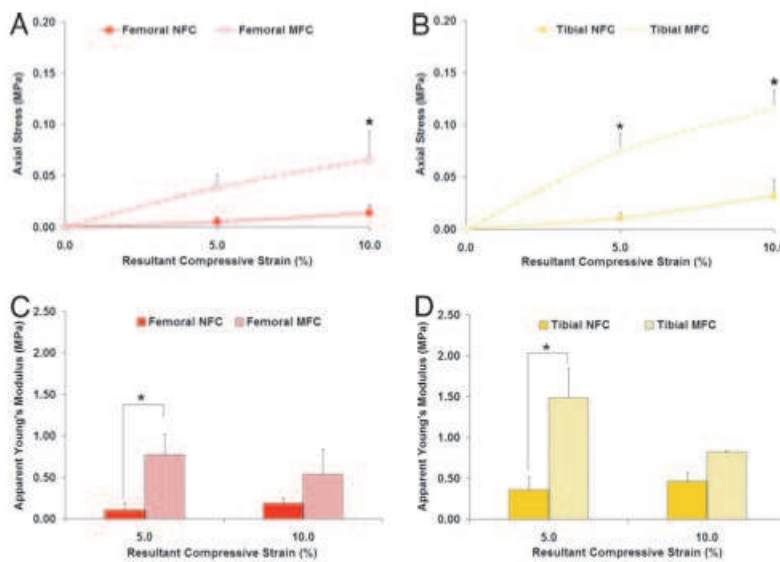 A
Femoral NFC Femoral MFC
Axial Stress (MPa)
0.20
0.15
0.10
0.05
0.00
*
0.0 5.0 10.0
Resultant Compressive Strain (%)
B
Tibial NFC Tibial MFC
Axial Stress (MPa)
0.20
0.15
0.10
0.05
0.00
* *
0.0 5.0 10.0
Resultant Compressive Strain (%)
C
Femoral NFC Femoral MFC
Apparent Young's Modulus (MPa)
2.50
2.00
1.50
1.00
0.50
0.00
*
5.0 10.0
Resultant Compressive Strain (%)
D
Tibial NFC Tibial MFC
Apparent Young's Modulus (MPa)
2.50
2.00
1.50
1.00
0.50
0.00
*
5.0 10.0
Resultant Compressive Strain (%)